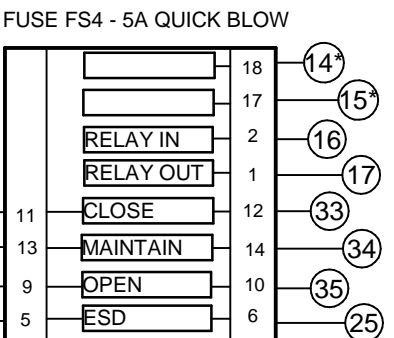 FUSE FS4 - 5A QUICK BLOW
18 14*
17 15*
RELAY IN 2 16
RELAY OUT 1 17
11 CLOSE 12 33
13 MAINTAIN 14 34
9 OPEN 10 35
5 ESD 6 25